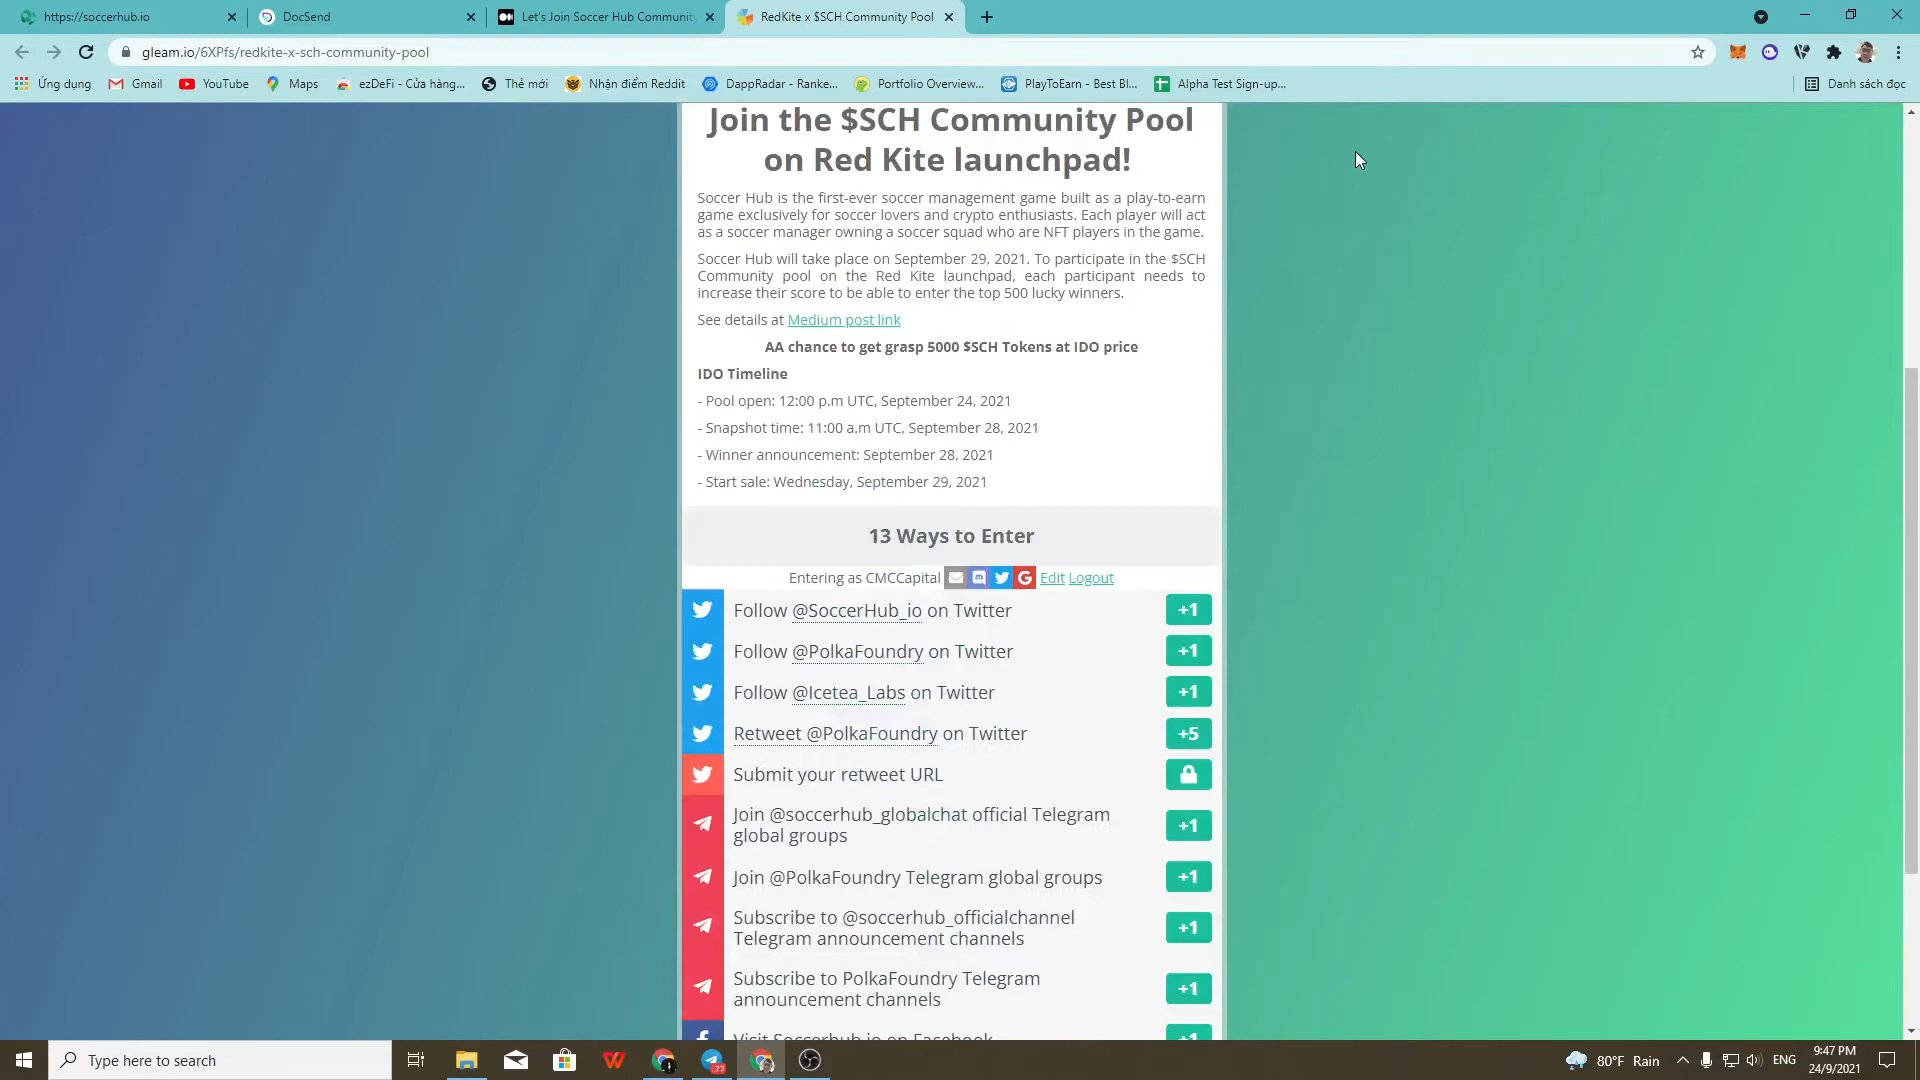 https://soccerhub.io
DocSend
Let's Join Soccer Hub Communit
RedKite x $SCH Community Pool
gleam.io/6XPfs/redkite-x-sch-community-pool
Ứng dụng
Gmail
YouTube
Maps
ezDeFi - Cửa hàng...
Thẻ mới
Nhận điểm Reddit
DappRadar - Ranke...
Portfolio Overview...
PlayToEarn - Best Bl...
Alpha Test Sign-up...
Danh sách đọc
Join the $SCH Community Pool
on Red Kite launchpad!
Soccer Hub is the first-ever soccer management game built as a play-to-earn
game exclusively for soccer lovers and crypto enthusiasts. Each player will act
as a soccer manager owning a soccer squad who are NFT players in the game.
Soccer Hub will take place on September 29, 2021. To participate in the $SCH
Community pool on the Red Kite launchpad, each participant needs to
increase their score to be able to enter the top 500 lucky winners.
See details at Medium post link
AA chance to get grasp 5000 $SCH Tokens at IDO price
IDO Timeline
- Pool open: 12:00 p.m UTC, September 24, 2021
- Snapshot time: 11:00 a.m UTC, September 28, 2021
- Winner announcement: September 28, 2021
- Start sale: Wednesday, September 29, 2021
13 Ways to Enter
Entering as CMCCapital Edit Logout
Follow @SoccerHub_io on Twitter +1
Follow @PolkaFoundry on Twitter +1
Follow @Icetea_Labs on Twitter +1
Retweet @PolkaFoundry on Twitter +5
Submit your retweet URL
Join @soccerhub_globalchat official Telegram
global groups +1
Join @PolkaFoundry Telegram global groups +1
Subscribe to @soccerhub_officialchannel
Telegram announcement channels +1
Subscribe to PolkaFoundry Telegram
announcement channels +1
Visit Soccerhub.io on Facebook +1
Type here to search
77
80°F Rain
ENG
9:47 PM
24/9/2021